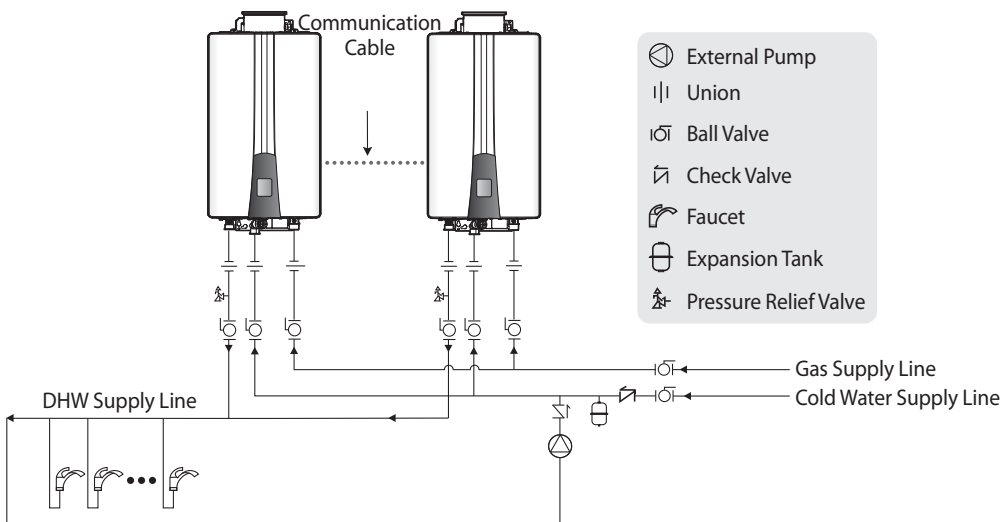 Communication
Cable
External Pump
Union
Ball Valve
Check Valve
Faucet
Expansion Tank
Pressure Relief Valve
Gas Supply Line
Cold Water Supply Line
DHW Supply Line